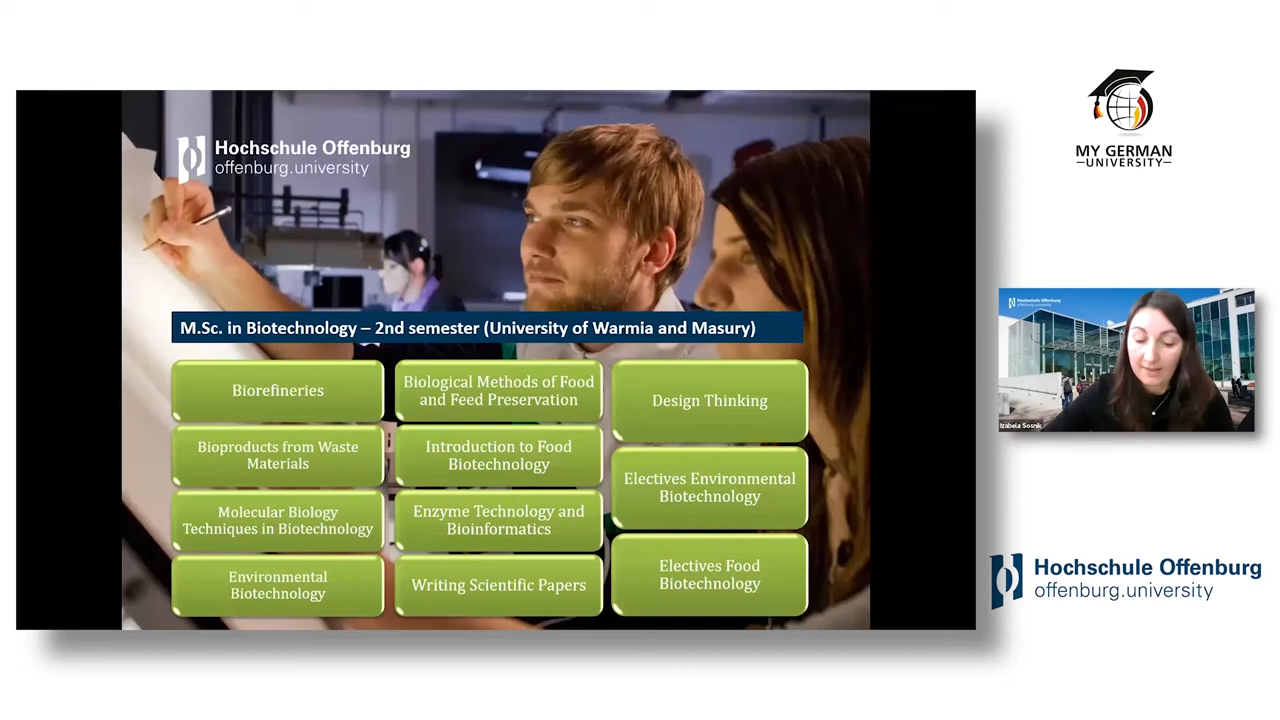 Hochschule Offenburg
offenburg.university
M.Sc. in Biotechnology – 2nd semester (University of Warmia and Masury)
Biorefineries
Bioproducts from Waste
Materials
Molecular Biology
Techniques in Biotechnology
Environmental
Biotechnology
Biological Methods of Food
and Feed Preservation
Introduction to Food
Biotechnology
Enzyme Technology and
Bioinformatics
Writing Scientific Papers
Design Thinking
Electives Environmental
Biotechnology
Electives Food
Biotechnology
MY GERMAN
–UNIVERSITY–
Hochschule Offenburg
Izabela Sosnik
Hochschule Offenburg
offenburg.university